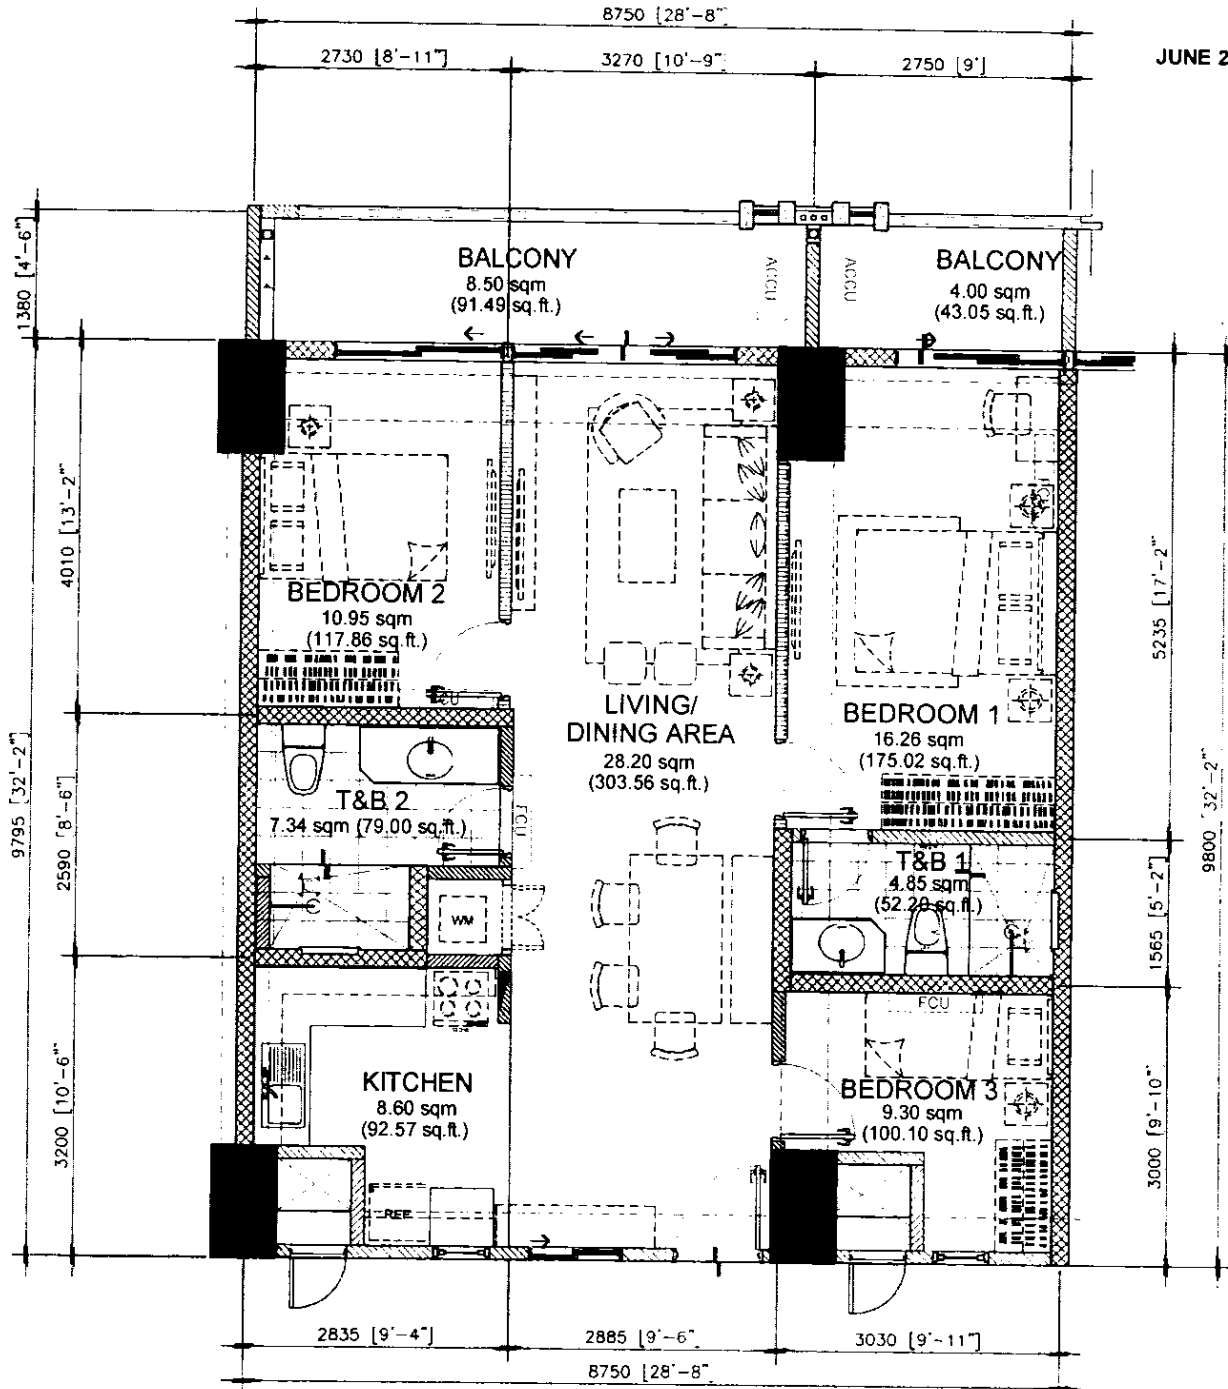 8750 [28'-8"]
2730 [8'-11"]
3270 [10'-9"]
2750 [9']
JUNE 2
1380 [4'-6"]
BALCONY
8.50 sqm
(91.49 sq.ft.)
ACCU
ACCU
BALCONY
4.00 sqm
(43.05 sq.ft.)
4010 [13'-2"]
9795 [32'-2"]
BEDROOM 2
10.95 sqm
(117.86 sq.ft.)
LIVING/
DINING AREA
28.20 sqm
(303.56 sq.ft.)
BEDROOM 1
16.26 sqm
(175.02 sq.ft.)
5235 [17'-2"]
9800 [32'-2"]
2590 [8'-6"]
T&B 2
7.34 sqm (79.00 sq.ft.)
FCU
WM
T&B 1
4.85 sqm
(52.20 sq.ft.)
1565 [5'-2"]
FCU
3200 [10'-6"]
KITCHEN
8.60 sqm
(92.57 sq.ft.)
REF
BEDROOM 3
9.30 sqm
(100.10 sq.ft.)
3000 [9'-10"]
2835 [9'-4"]
2885 [9'-6"]
3030 [9'-11"]
8750 [28'-8"]